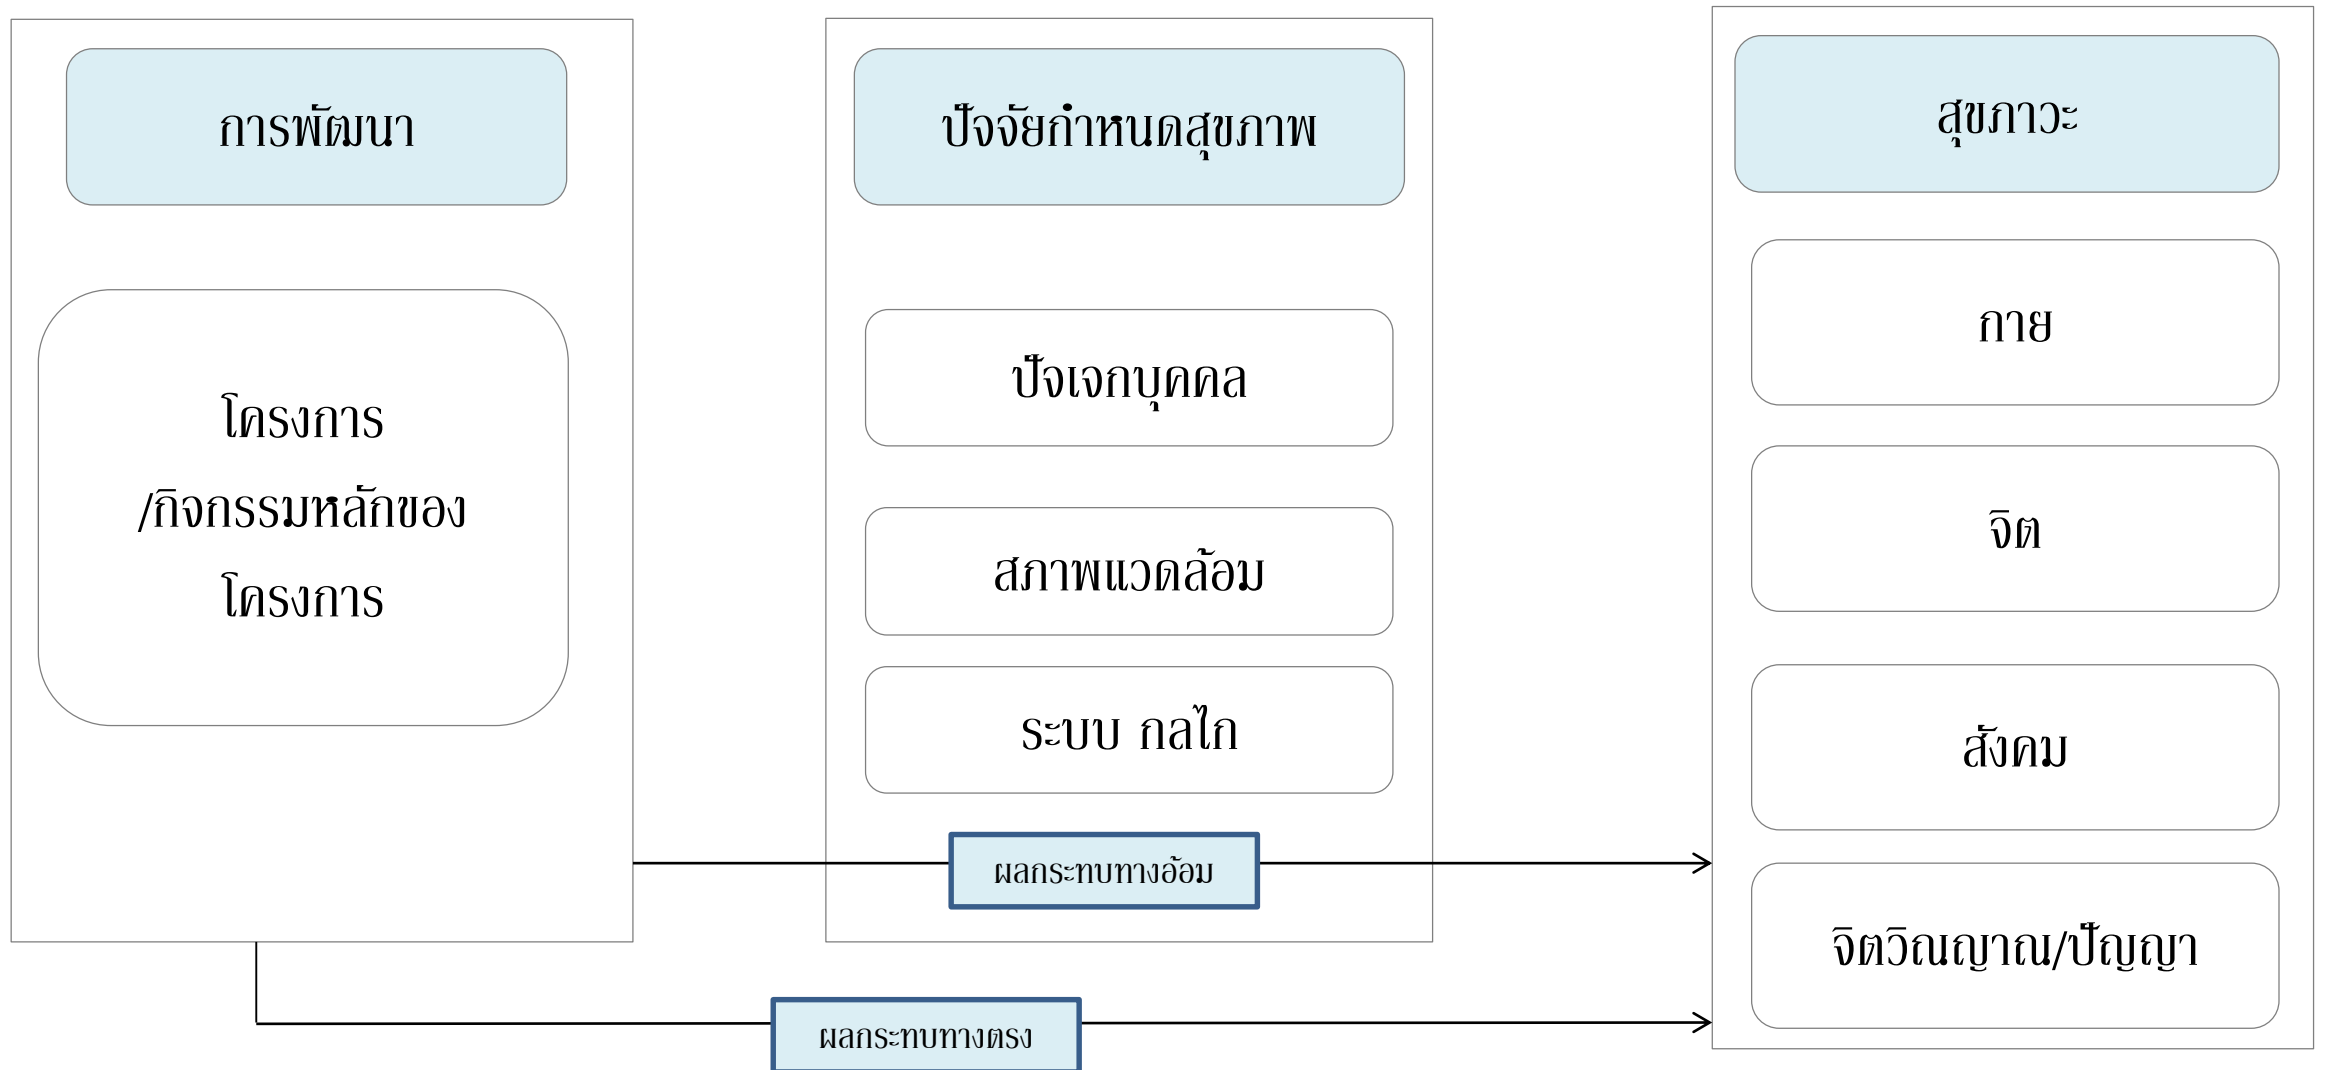 การพัฒนา
โครงการ
/กิจกรรมหลักของ
โครงการ
ปัจจัยกำหนดสุขภาพ
ปัจเจกบุคคล
สภาพแวดล้อม
ระบบ กลไก
ผลกระทบทางอ้อม
ผลกระทบทางตรง
สุขภาวะ
กาย
จิต
สังคม
จิตวิณญาณ/ปัญญา